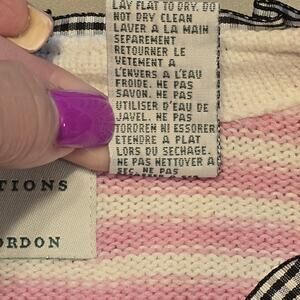 LAY FLAT TO DRY. DO
NOT DRY CLEAN
LAVER A LA MAIN
SEPAREMENT
RETOURNER LE
VETEMENT A
L'ENVERS A L'EAU
FROIDE. NE PAS
SAVON. NE PAS
UTILISER D'EAU DE
JAVEL. NE PAS
TORDREN NI ESSORER
ETENDRE A PLAT
LORS DU SECHAGE.
NE PAS NETTOYER A
SEC. NE PAS
TIONS
ORDON